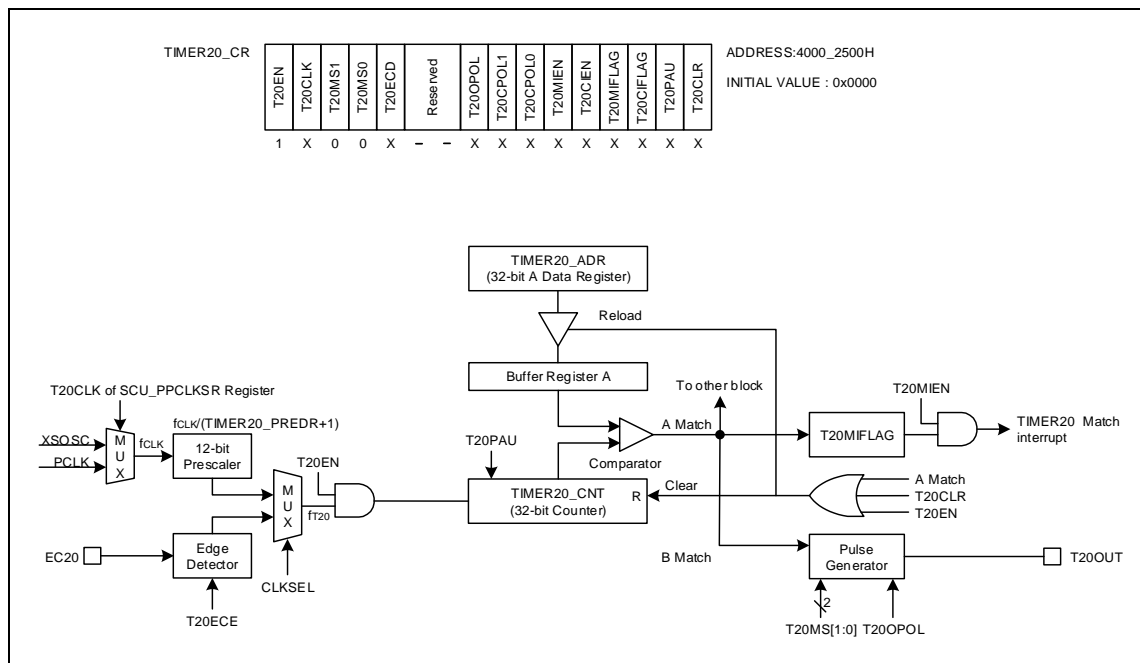 TIMER20_CR
T20EN
T20CLK
T20MS1
T20MS0
T20ECD
Reserved
T20OPOL
T20CPOL1
T20CPOL0
T20MIEN
T20CIEN
T20MIFLAG
T20CIFLAG
T20PAU
T20CLR
ADDRESS:4000_2500H
INITIAL VALUE : 0x0000
1 X 0 0 X – – X X X X X X X X X
TIMER20_ADR
(32-bit A Data Register)
Reload
Buffer Register A
T20CLK of SCU_PPCLKSR Register
To other block
T20MIEN
XSOSC
PCLK
MUX
fCLK
fCLK/(TIMER20_PREDR+1)
12-bit
Prescaler
A Match
T20MIFLAG
TIMER20 Match
interrupt
T20PAU
Comparator
T20EN
MUX
fT20
TIMER20_CNT
(32-bit Counter)
R
Clear
A Match
T20CLR
T20EN
EC20
Edge
Detector
CLKSEL
T20ECE
B Match
Pulse
Generator
T20OUT
2
T20MS[1:0]
T20OPOL